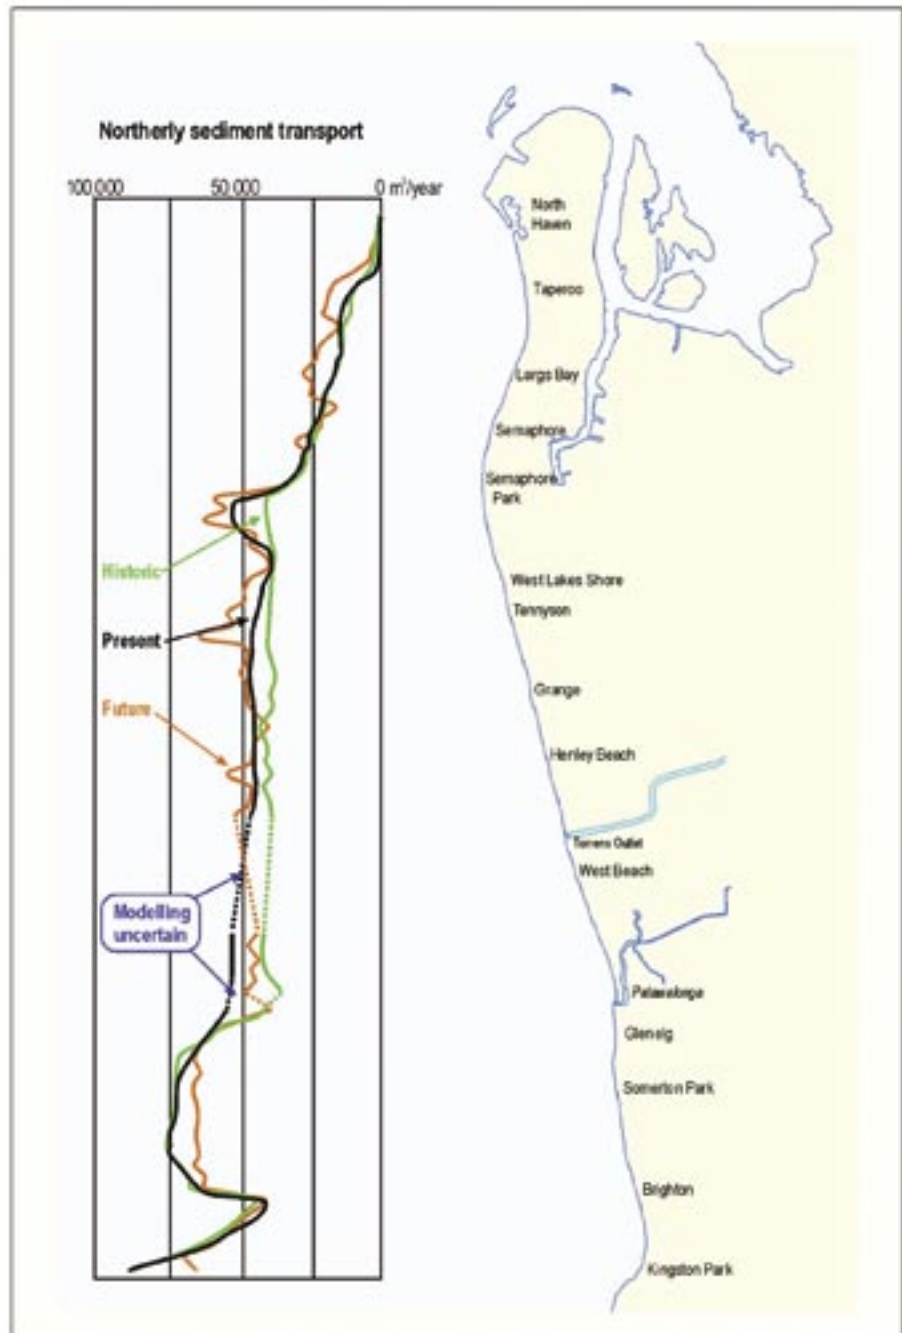 Northerly sediment transport
100 000 50 000 0 m³/year
Historic
Present
Future
Modelling
uncertain
North
Haven
Taperoo
Largs Bay
Semaphore
Semaphore
Park
West Lakes Shore
Tennyson
Grange
Henley Beach
Torrens Outlet
West Beach
Patawalonga
Glenelg
Somerton Park
Brighton
Kingston Park